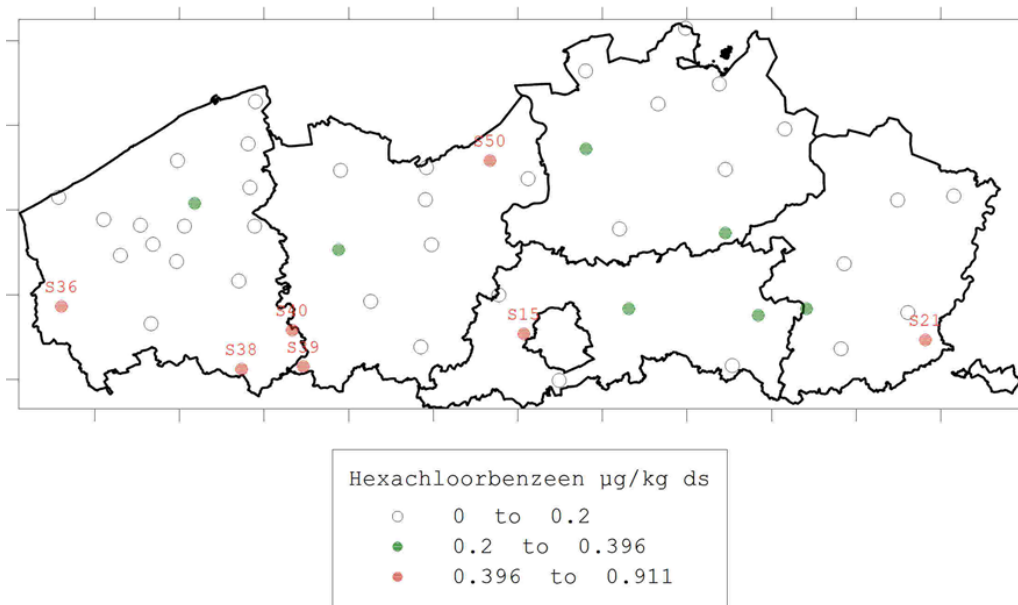 S50
S36
S40
S15
S21
S38
S39
Hexachloorbenzeen µg/kg ds
0 to 0.2
0.2 to 0.396
0.396 to 0.911